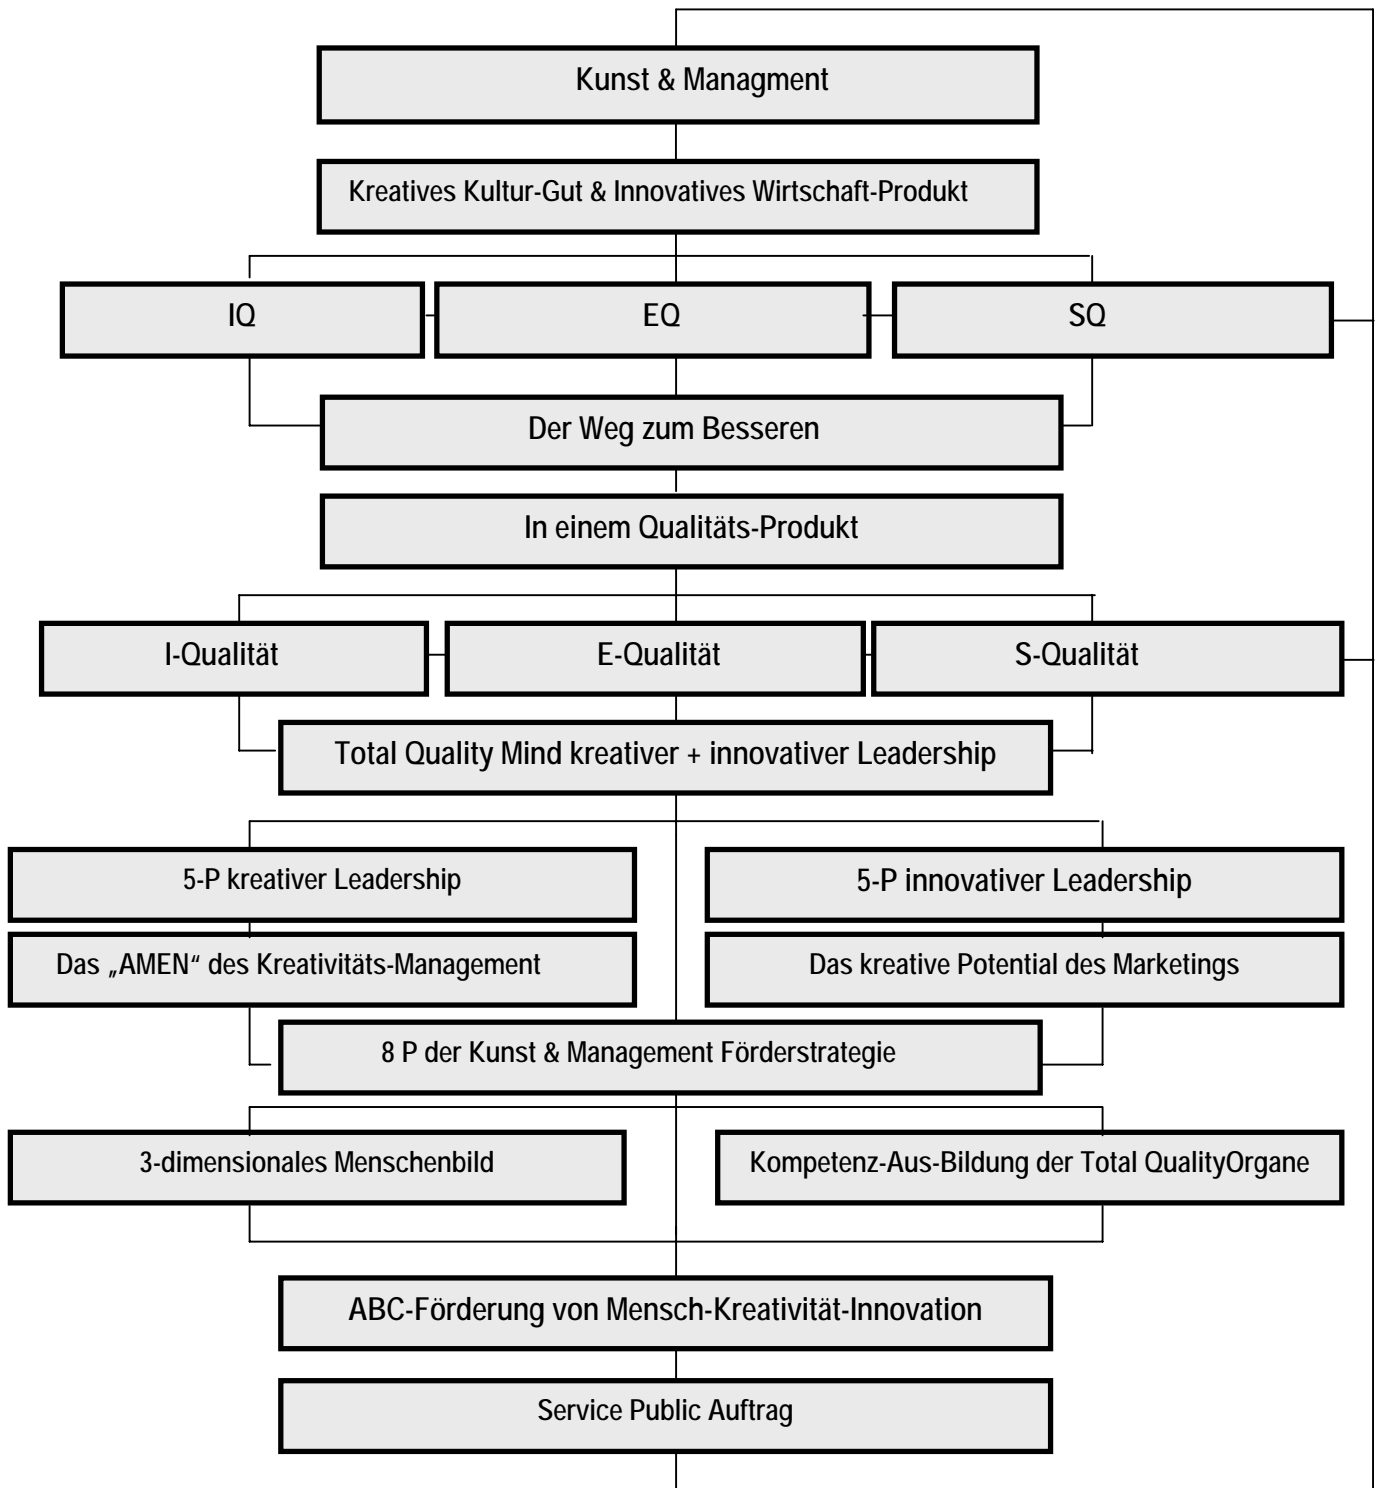 Kunst & Managment
Kreatives Kultur-Gut & Innovatives Wirtschaft-Produkt
IQ
EQ
SQ
Der Weg zum Besseren
In einem Qualitäts-Produkt
I-Qualität
E-Qualität
S-Qualität
Total Quality Mind kreativer + innovativer Leadership
5-P kreativer Leadership
5-P innovativer Leadership
Das „AMEN“ des Kreativitäts-Management
Das kreative Potential des Marketings
8 P der Kunst & Management Förderstrategie
3-dimensionales Menschenbild
Kompetenz-Aus-Bildung der Total QualityOrgane
ABC-Förderung von Mensch-Kreativität-Innovation
Service Public Auftrag